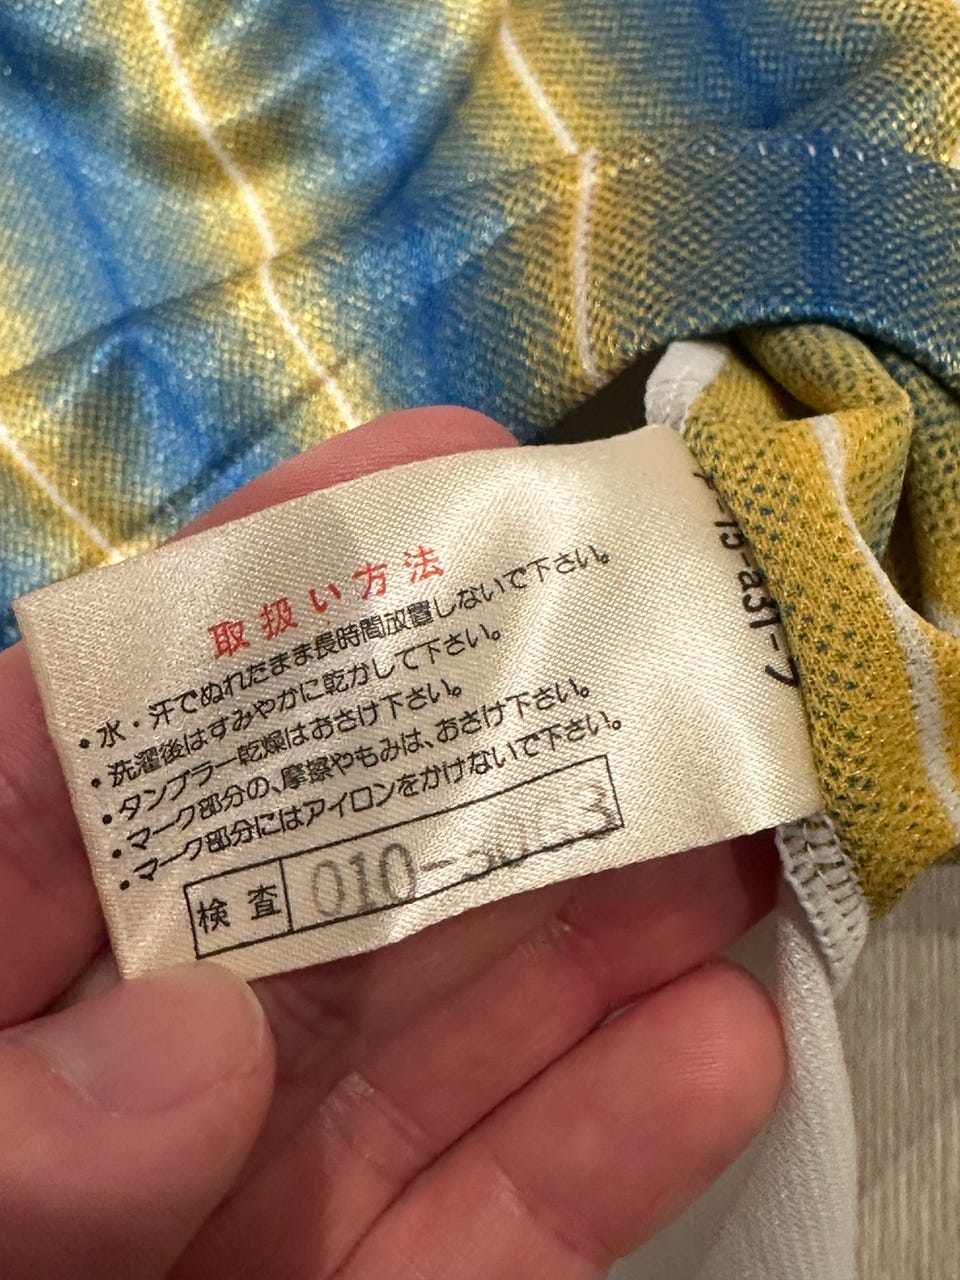 取扱い方法
・水・汗でぬれたまま長時間放置しないで下さい。
・洗濯後はすみやかに乾かして下さい。
・タンブラー乾燥はおさけ下さい。
・マーク部分の、摩擦やもみは、おさけ下さい。
・マーク部分にはアイロンをかけないで下さい。
検査 010-
-75-a31-フ